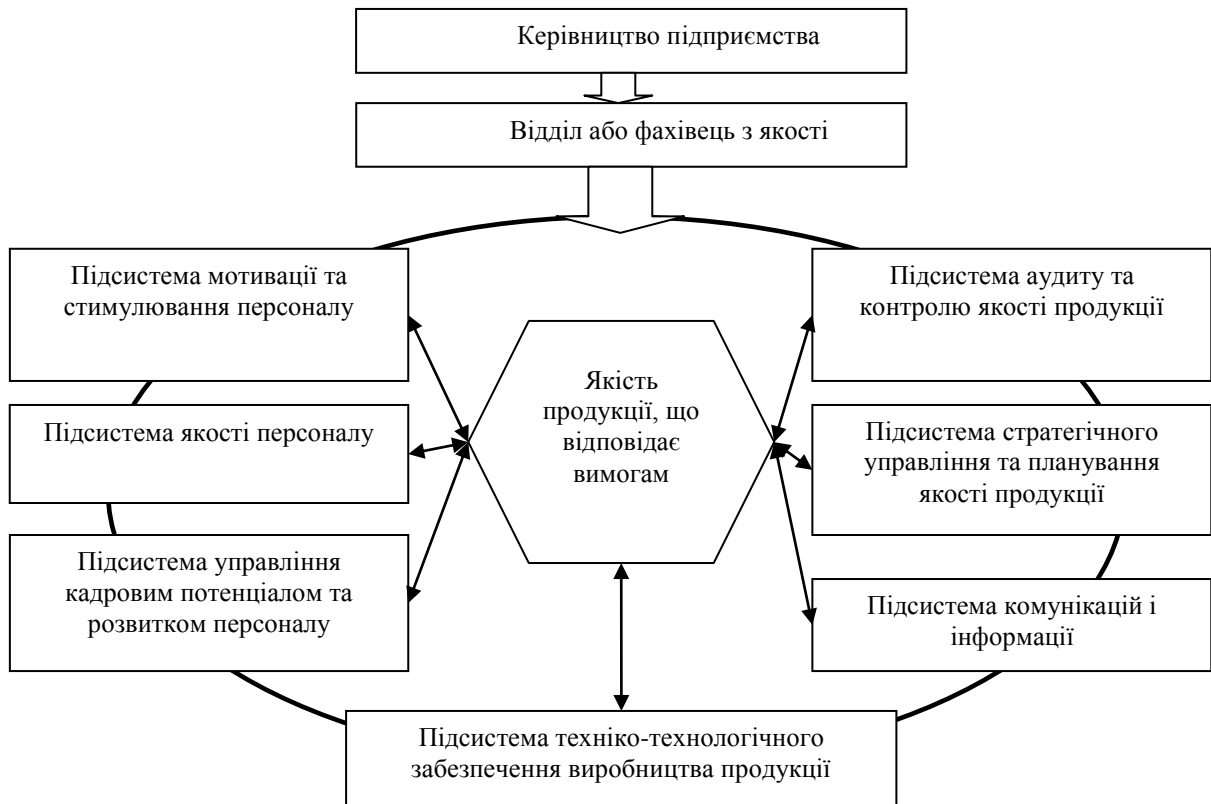 Керівництво підприємства
Відділ або фахівець з якості
Підсистема мотивації та
стимулювання персоналу
Підсистема аудиту та
контролю якості продукції
Якість
продукції, що
відповідає
вимогам
Підсистема якості персоналу
Підсистема стратегічного
управління та планування
якості продукції
Підсистема управління
кадровим потенціалом та
розвитком персоналу
Підсистема комунікацій і
інформації
Підсистема техніко-технологічного
забезпечення виробництва продукції